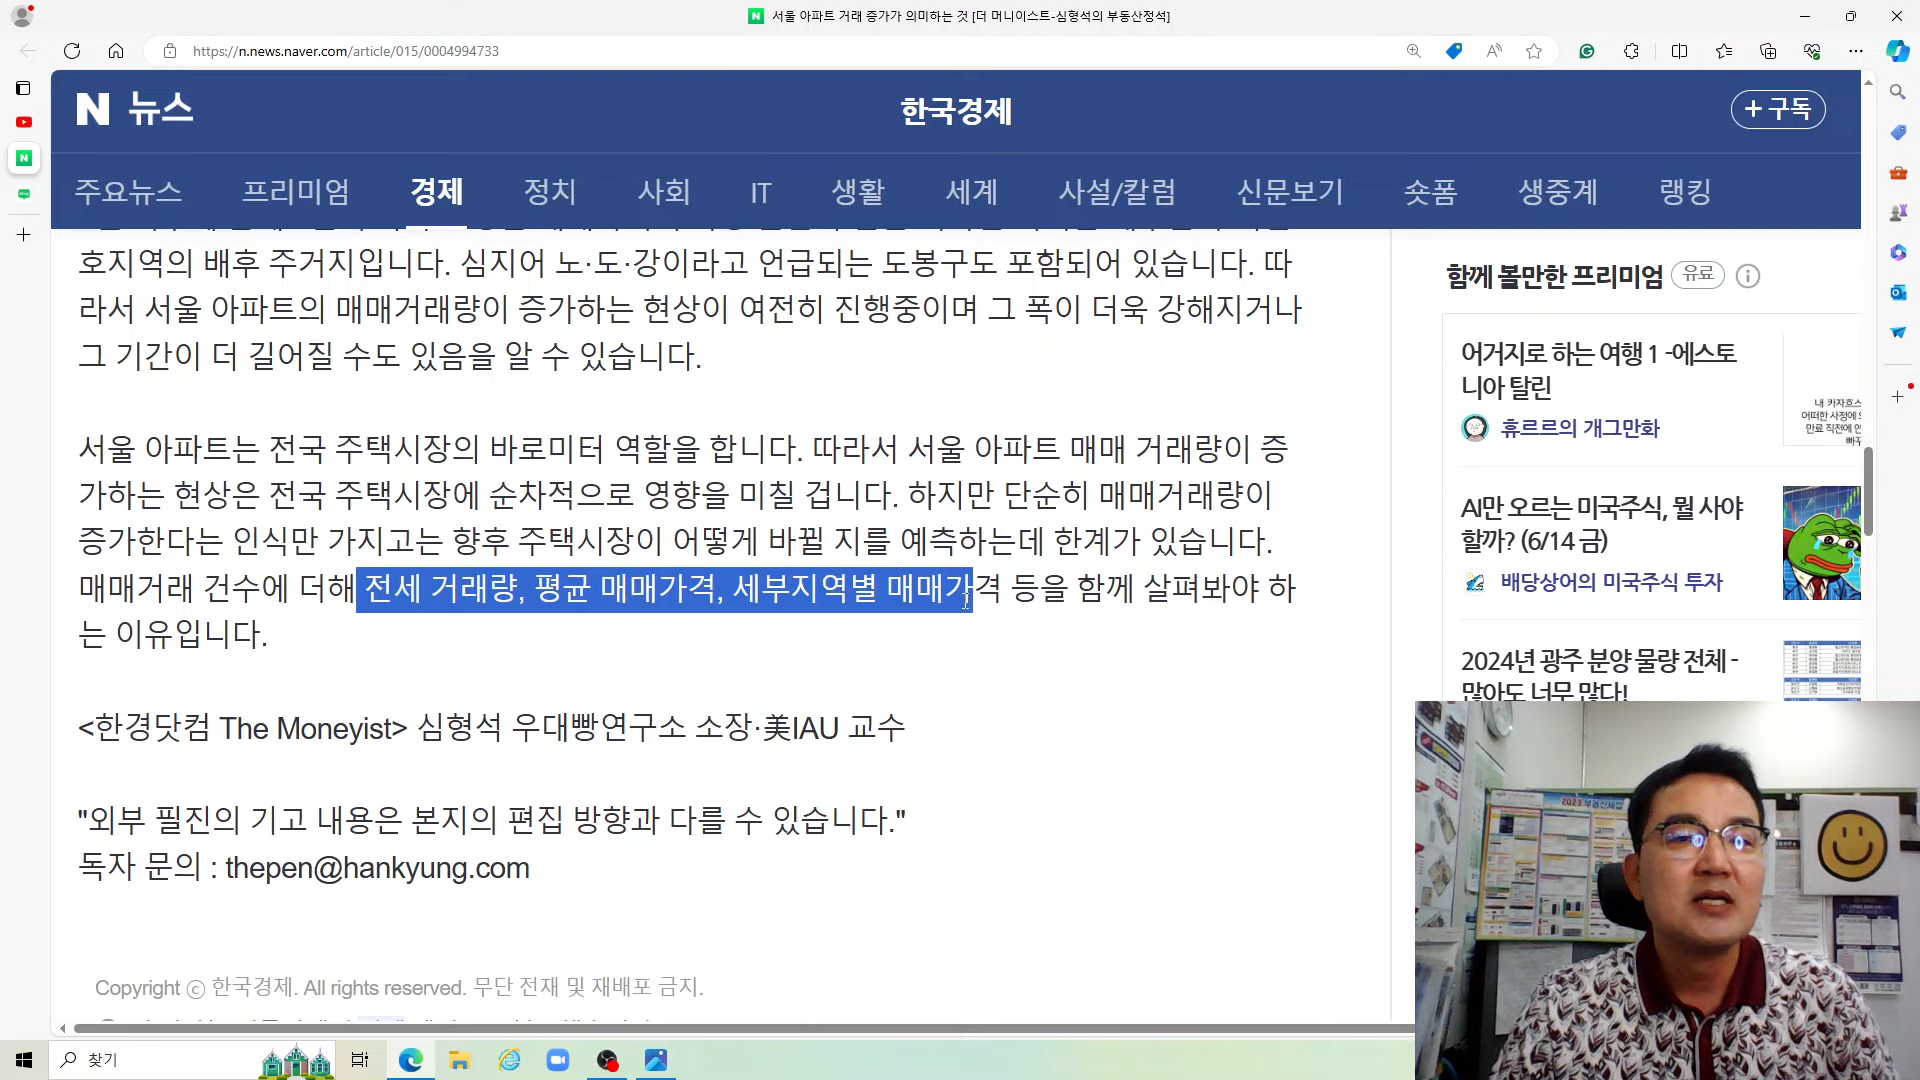 서울 아파트 거래 증가가 의미하는 것 [더 머니이스트-심형석의 부동산정석]
https://n.news.naver.com/article/015/0004994733
N 뉴스
한국경제
+ 구독
주요뉴스 프리미엄 경제 정치 사회 IT 생활 세계 사설/칼럼 신문보기 숏폼 생중계 랭킹
호지역의 배후 주거지입니다. 심지어 노·도·강이라고 언급되는 도봉구도 포함되어 있습니다. 따
라서 서울 아파트의 매매거래량이 증가하는 현상이 여전히 진행중이며 그 폭이 더욱 강해지거나
그 기간이 더 길어질 수도 있음을 알 수 있습니다.
서울 아파트는 전국 주택시장의 바로미터 역할을 합니다. 따라서 서울 아파트 매매 거래량이 증
가하는 현상은 전국 주택시장에 순차적으로 영향을 미칠 겁니다. 하지만 단순히 매매거래량이
증가한다는 인식만 가지고는 향후 주택시장이 어떻게 바뀔 지를 예측하는데 한계가 있습니다.
매매거래 건수에 더해 전세 거래량, 평균 매매가격, 세부지역별 매매가격 등을 함께 살펴봐야 하
는 이유입니다.
<한경닷컴 The Moneyist> 심형석 우대빵연구소 소장·美IAU 교수
"외부 필진의 기고 내용은 본지의 편집 방향과 다를 수 있습니다."
독자 문의 : thepen@hankyung.com
Copyright ⓒ 한국경제. All rights reserved. 무단 전재 및 재배포 금지.
함께 볼만한 프리미엄 유료
어거지로 하는 여행 1 -에스토
니아 탈린
휴르르의 개그만화
내 카자흐스
어떠한 사정에
만료 직전에
AI만 오르는 미국주식, 뭘 사야
할까? (6/14 금)
배당상어의 미국주식 투자
2024년 광주 분양 물량 전체 -
많아도 너무 많다!
찾기